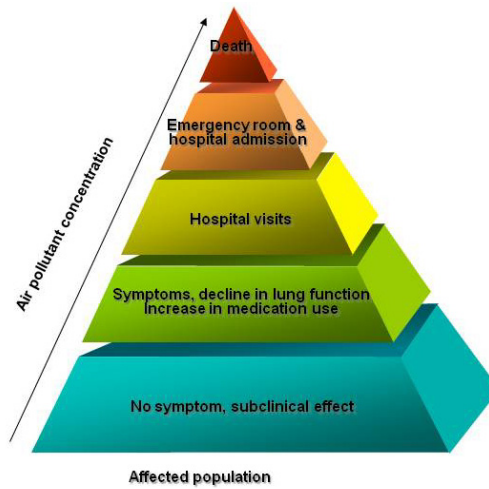 Death
Emergency room &
hospital admission
Hospital visits
Symptoms, decline in lung function
Increase in medication use
No symptom, subclinical effect
Air pollutant concentration
Affected population